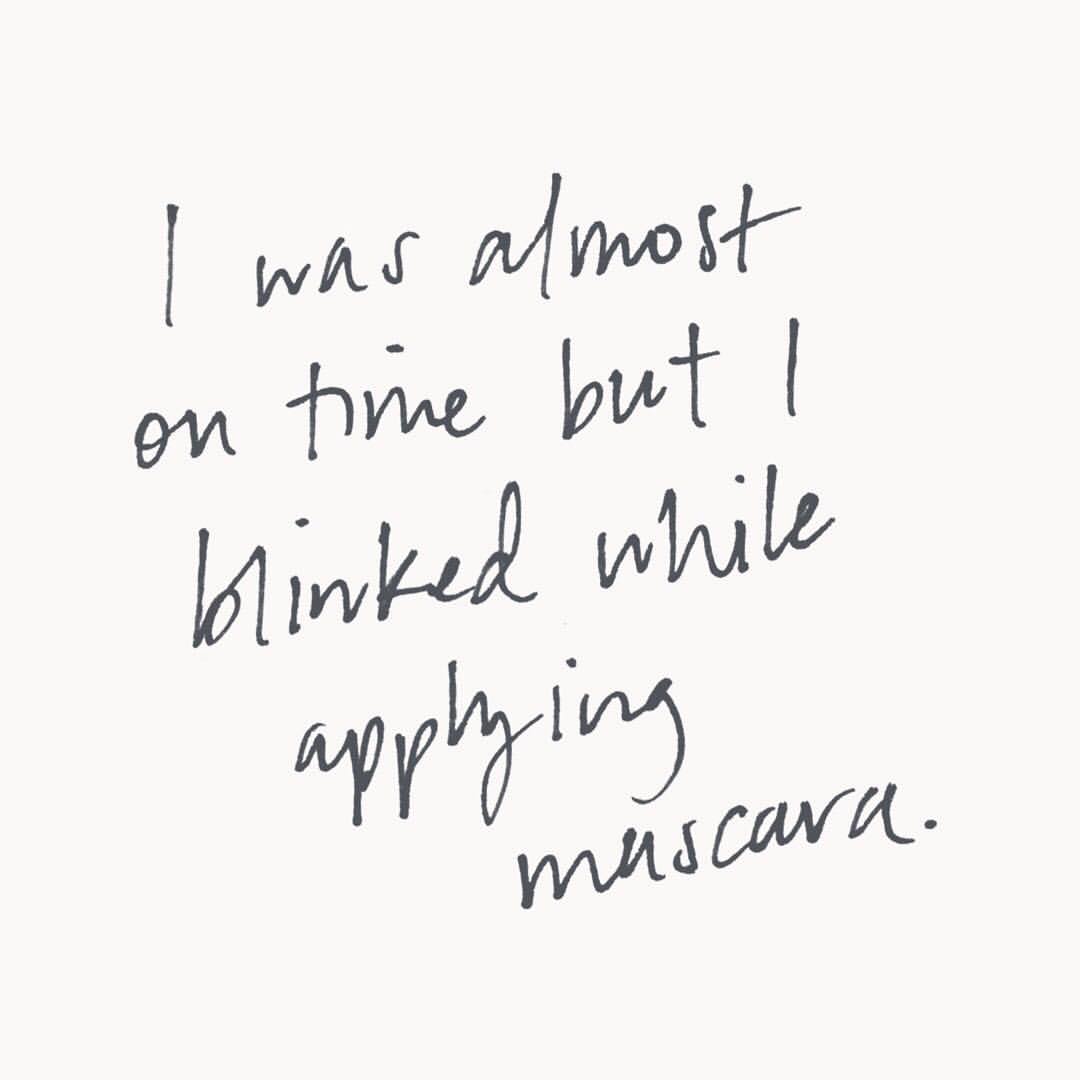 I was almost
on time but I
blinked while
applying
mascara.